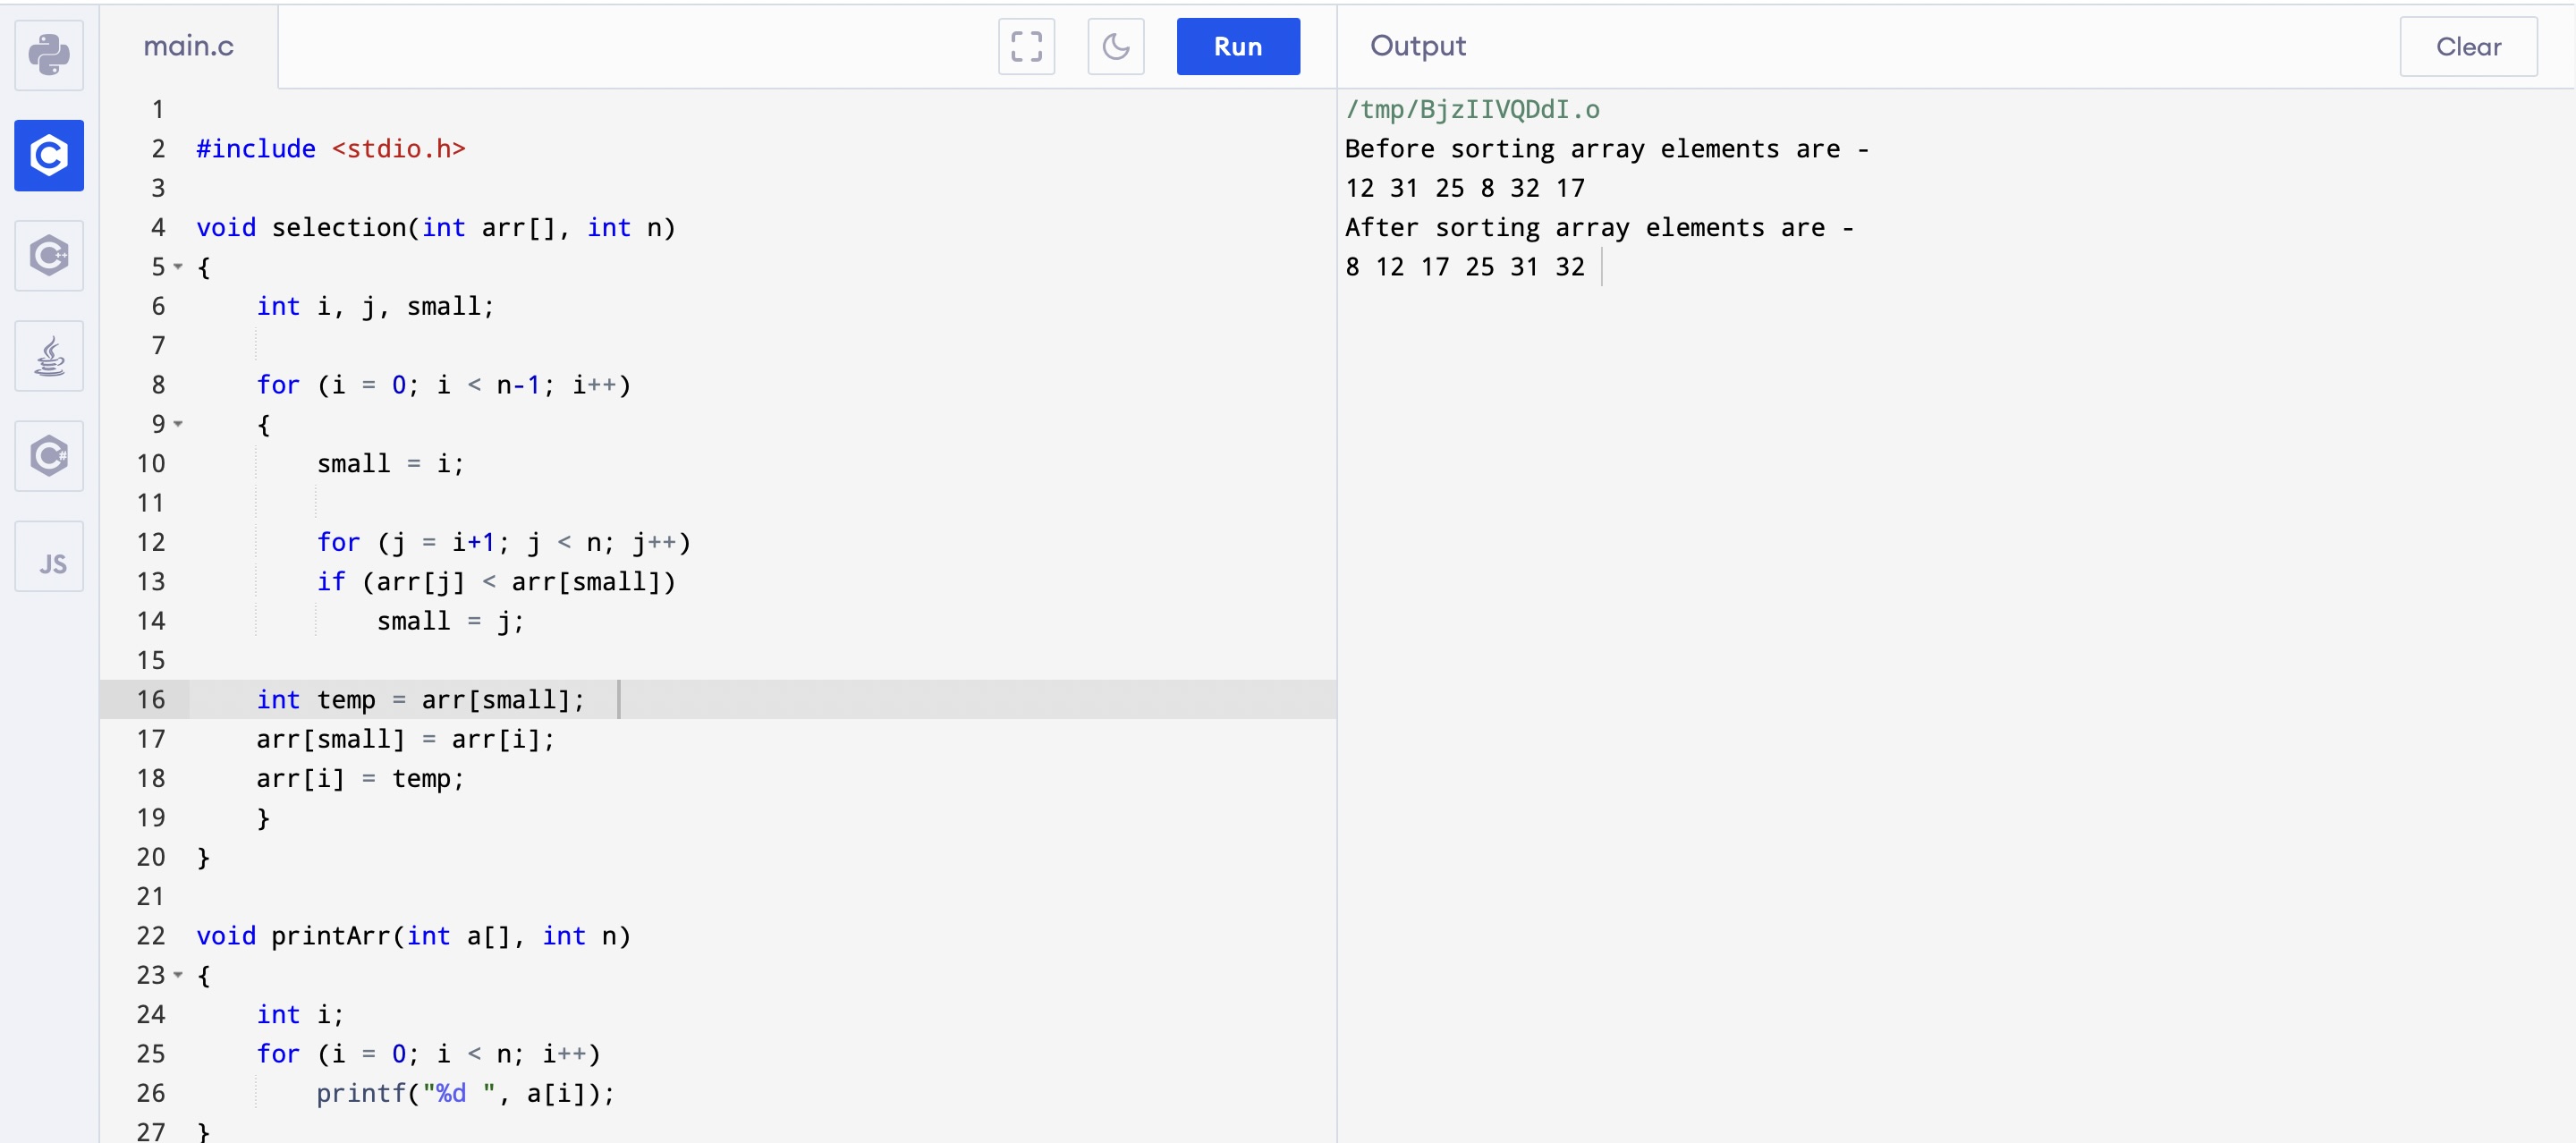 main.c
Run
Output
Clear
1
2 #include <stdio.h>
3
4 void selection(int arr[], int n)
5 {
6     int i, j, small;
7
8     for (i = 0; i < n-1; i++)
9     {
10         small = i;
11
12         for (j = i+1; j < n; j++)
13         if (arr[j] < arr[small])
14             small = j;
15
16     int temp = arr[small];
17     arr[small] = arr[i];
18     arr[i] = temp;
19     }
20 }
21
22 void printArr(int a[], int n)
23 {
24     int i;
25     for (i = 0; i < n; i++)
26         printf("%d ", a[i]);
27 }
/tmp/BjzIIVQDdI.o
Before sorting array elements are -
12 31 25 8 32 17
After sorting array elements are -
8 12 17 25 31 32
C
C++
C#
JS